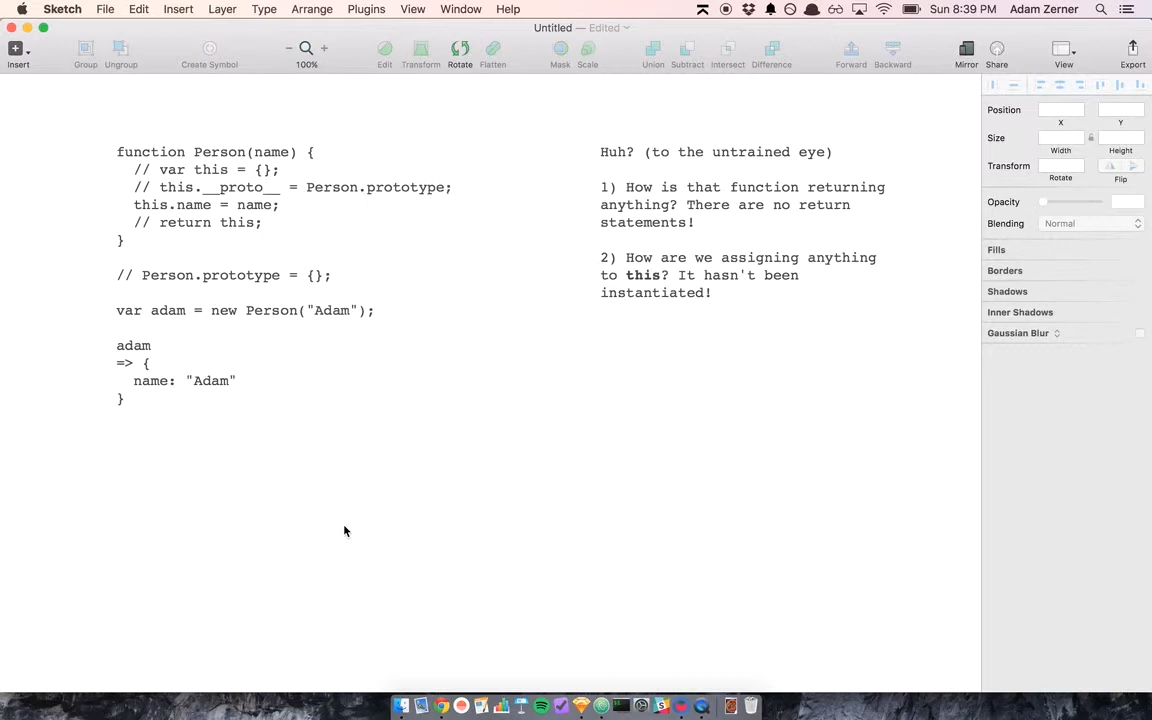 Sketch File Edit Insert Layer Type Arrange Plugins View Window Help Sun 8:39 PM Adam Zerner
Untitled — Edited
Insert Group Ungroup Create Symbol 100% Edit Transform Rotate Flatten Mask Scale Union Subtract Intersect Difference Forward Backward Mirror Share View Export
function Person(name) {
// var this = {};
// this.__proto__ = Person.prototype;
this.name = name;
// return this;
}
// Person.prototype = {};
var adam = new Person("Adam");
adam
=> {
name: "Adam"
}
Huh? (to the untrained eye)
1) How is that function returning
anything? There are no return
statements!
2) How are we assigning anything
to this? It hasn't been
instantiated!
Position
X Y
Size
Width Height
Transform
Rotate Flip
Opacity
Blending Normal
Fills
Borders
Shadows
Inner Shadows
Gaussian Blur